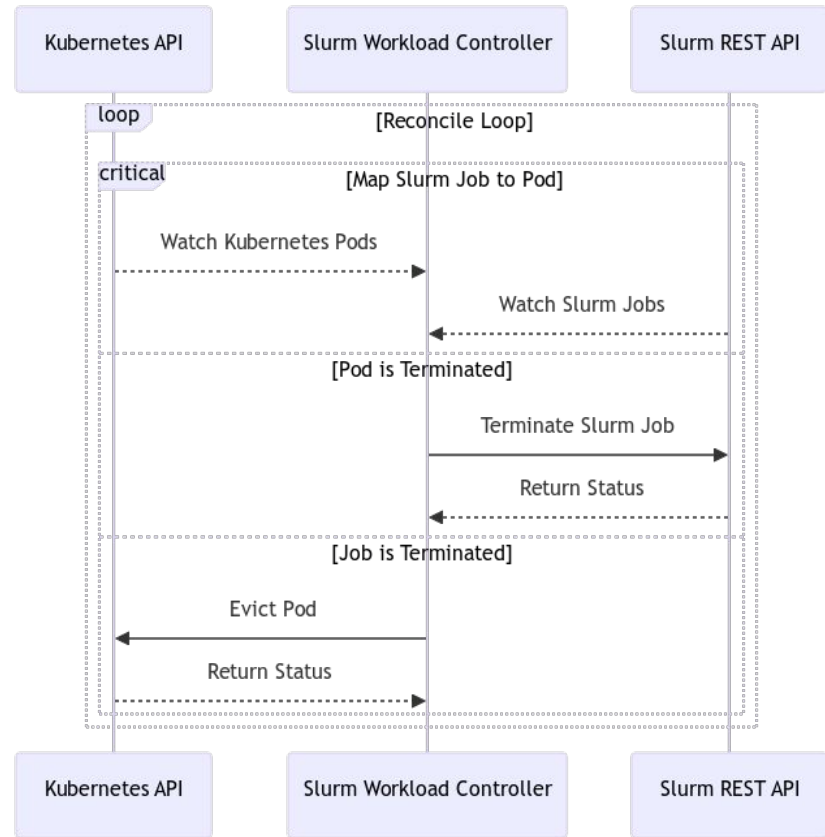 Kubernetes API
Slurm Workload Controller
Slurm REST API
loop
[Reconcile Loop]
critical
[Map Slurm Job to Pod]
Watch Kubernetes Pods
Watch Slurm Jobs
[Pod is Terminated]
Terminate Slurm Job
Return Status
[Job is Terminated]
Evict Pod
Return Status
Kubernetes API
Slurm Workload Controller
Slurm REST API